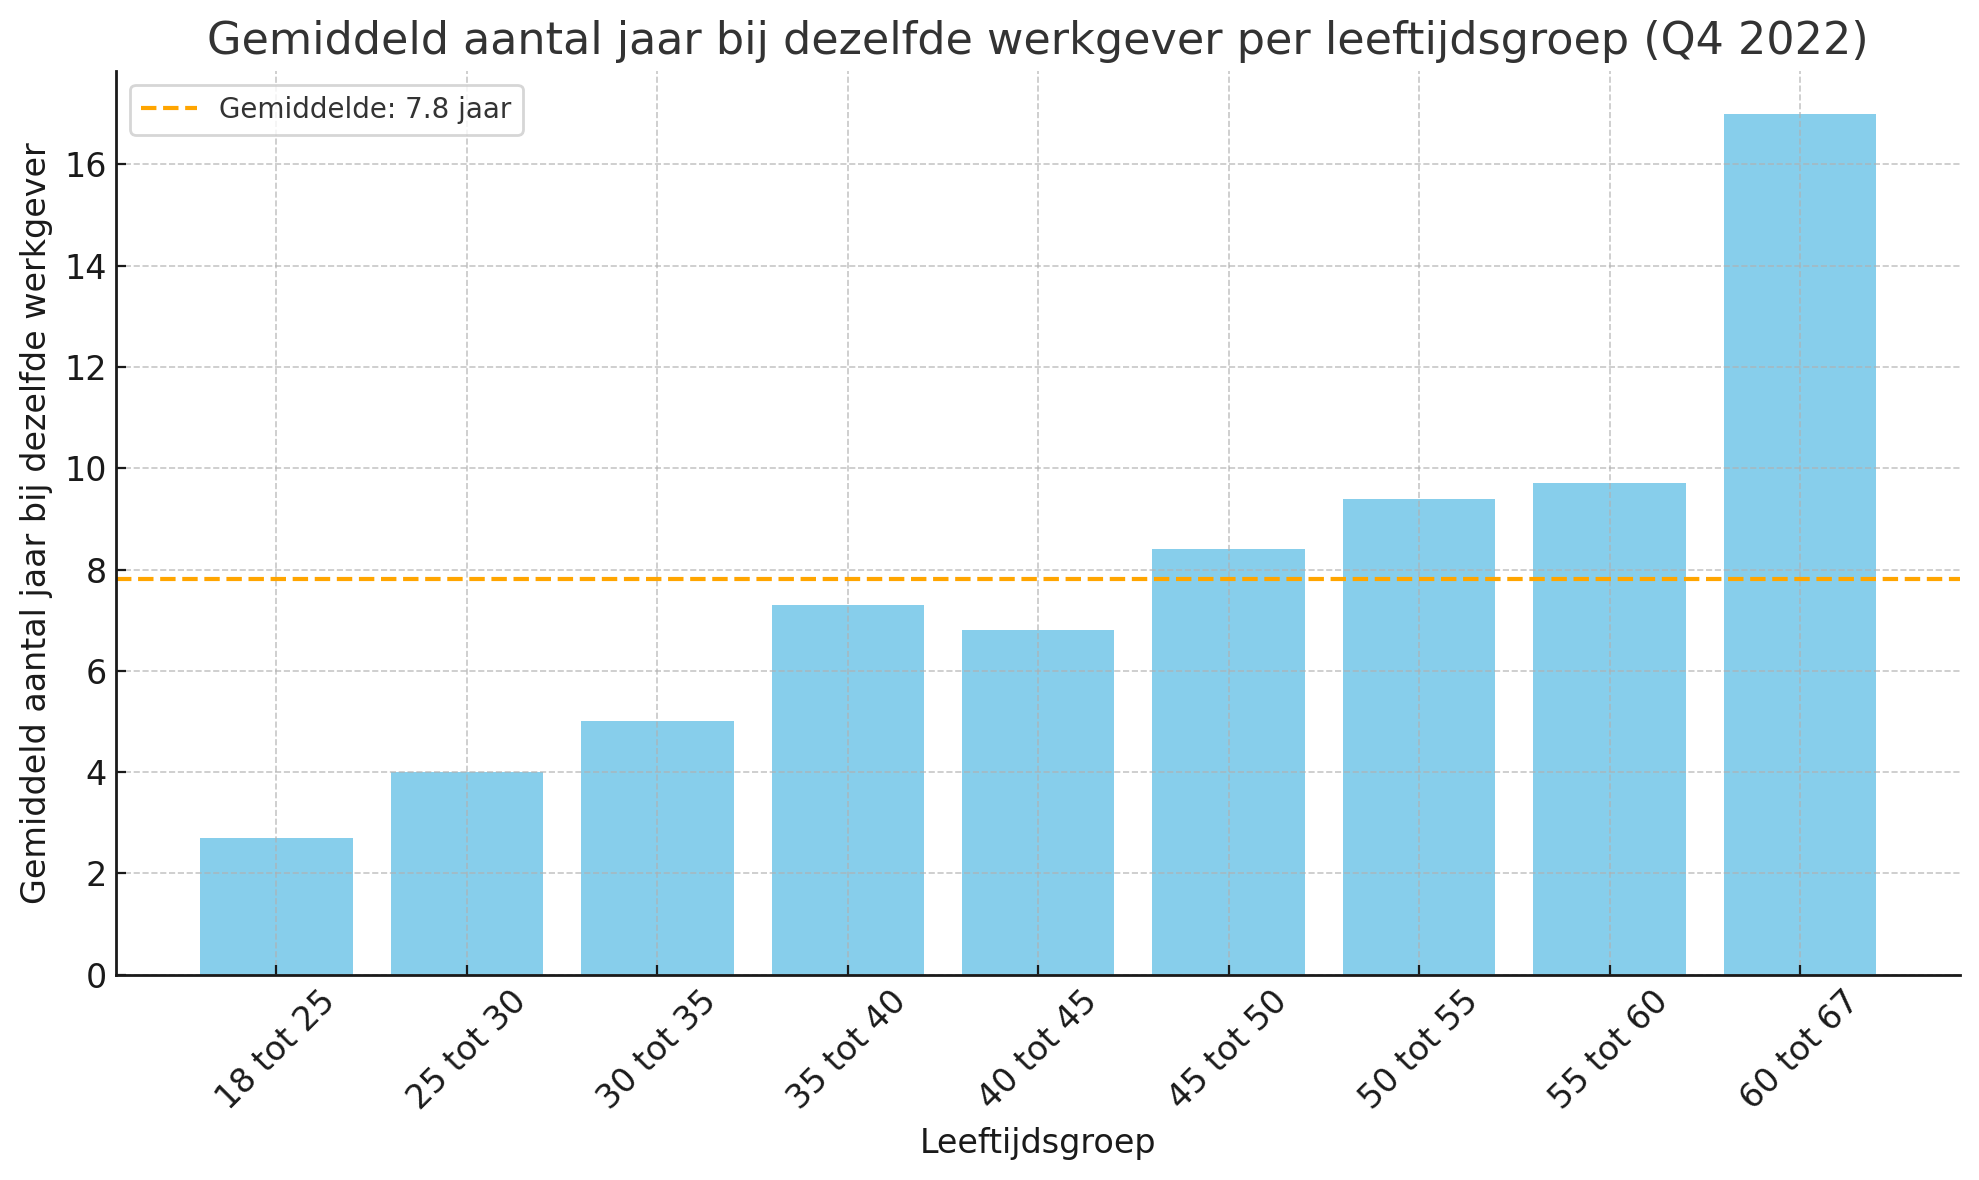 Gemiddeld aantal jaar bij dezelfde werkgever per leeftijdsgroep (Q4 2022)
Gemiddelde: 7.8 jaar
Gemiddeld aantal jaar bij dezelfde werkgever
16
14
12
10
8
6
4
2
0
18 tot 25
25 tot 30
30 tot 35
35 tot 40
40 tot 45
45 tot 50
50 tot 55
55 tot 60
60 tot 67
Leeftijdsgroep